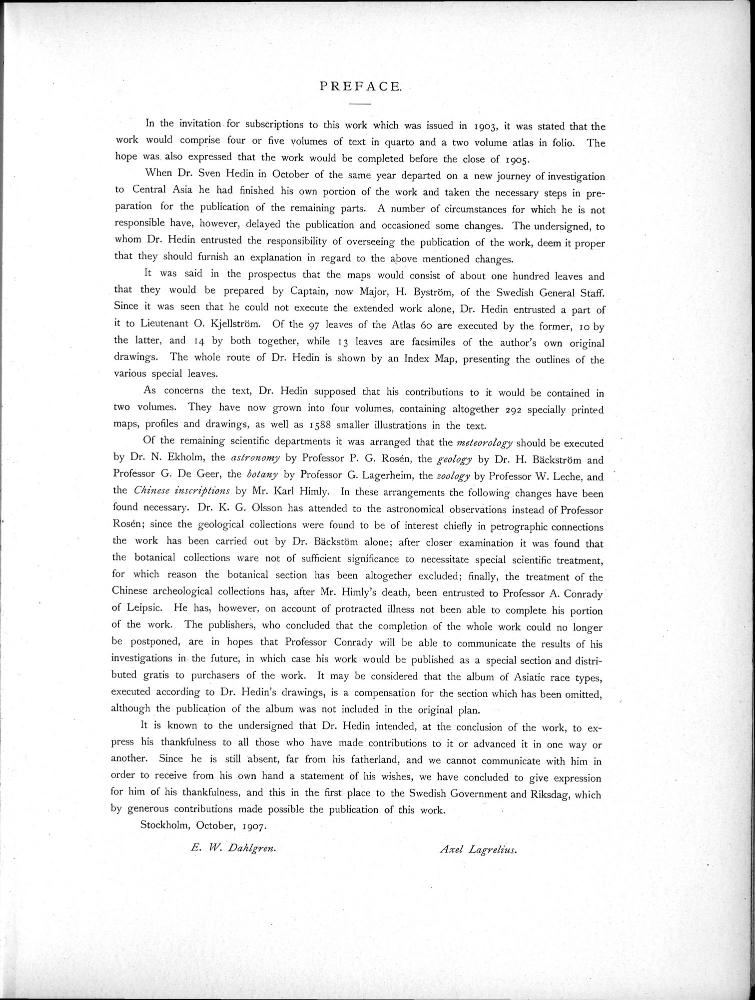 PREFACE.
In the invitation for subscriptions to this work which was issued in 1903, it was stated that the
work would comprise four or five volumes of text in quarto and a two volume atlas in folio. The
hope was also expressed that the work would be completed before the close of 1905.
When Dr. Sven Hedin in October of the same year departed on a new journey of investigation
to Central Asia he had finished his own portion of the work and taken the necessary steps in pre-
paration for the publication of the remaining parts. A number of circumstances for which he is not
responsible have, however, delayed the publication and occasioned some changes. The undersigned, to
whom Dr. Hedin entrusted the responsibility of overseeing the publication of the work, deem it proper
that they should furnish an explanation in regard to the above mentioned changes.
It was said in the prospectus that the maps would consist of about one hundred leaves and
that they would be prepared by Captain, now Major, H. Byström, of the Swedish General Staff.
Since it was seen that he could not execute the extended work alone, Dr. Hedin entrusted a part of
it to Lieutenant O. Kjellström. Of the 97 leaves of the Atlas 60 are executed by the former, 10 by
the latter, and 14 by both together, while 13 leaves are facsimiles of the author's own original
drawings. The whole route of Dr. Hedin is shown by an Index Map, presenting the outlines of the
various special leaves.
As concerns the text, Dr. Hedin supposed that his contributions to it would be contained in
two volumes. They have now grown into four volumes, containing altogether 292 specially printed
maps, profiles and drawings, as well as 1588 smaller illustrations in the text.
Of the remaining scientific departments it was arranged that the meteorology should be executed
by Dr. N. Ekholm, the astronomy by Professor P. G. Rosén, the geology by Dr. H. Bäckström and
Professor G. De Geer, the botany by Professor G. Lagerheim, the zoology by Professor W. Leche, and
the Chinese inscriptions by Mr. Karl Himly. In these arrangements the following changes have been
found necessary. Dr. K. G. Olsson has attended to the astronomical observations instead of Professor
Rosén; since the geological collections were found to be of interest chiefly in petrographic connections
the work has been carried out by Dr. Bäckstöm alone; after closer examination it was found that
the botanical collections ware not of sufficient significance to necessitate special scientific treatment,
for which reason the botanical section has been altogether excluded; finally, the treatment of the
Chinese archeological collections has, after Mr. Himly's death, been entrusted to Professor A. Conrady
of Leipsic. He has, however, on account of protracted illness not been able to complete his portion
of the work. The publishers, who concluded that the completion of the whole work could no longer
be postponed, are in hopes that Professor Conrady will be able to communicate the results of his
investigations in the future, in which case his work would be published as a special section and distri-
buted gratis to purchasers of the work. It may be considered that the album of Asiatic race types,
executed according to Dr. Hedin's drawings, is a compensation for the section which has been omitted,
although the publication of the album was not included in the original plan.
It is known to the undersigned that Dr. Hedin intended, at the conclusion of the work, to ex-
press his thankfulness to all those who have made contributions to it or advanced it in one way or
another. Since he is still absent, far from his fatherland, and we cannot communicate with him in
order to receive from his own hand a statement of his wishes, we have concluded to give expression
for him of his thankfulness, and this in the first place to the Swedish Government and Riksdag, which
by generous contributions made possible the publication of this work.
Stockholm, October, 1907.
E. W. Dahlgren. Axel Lagrelius.